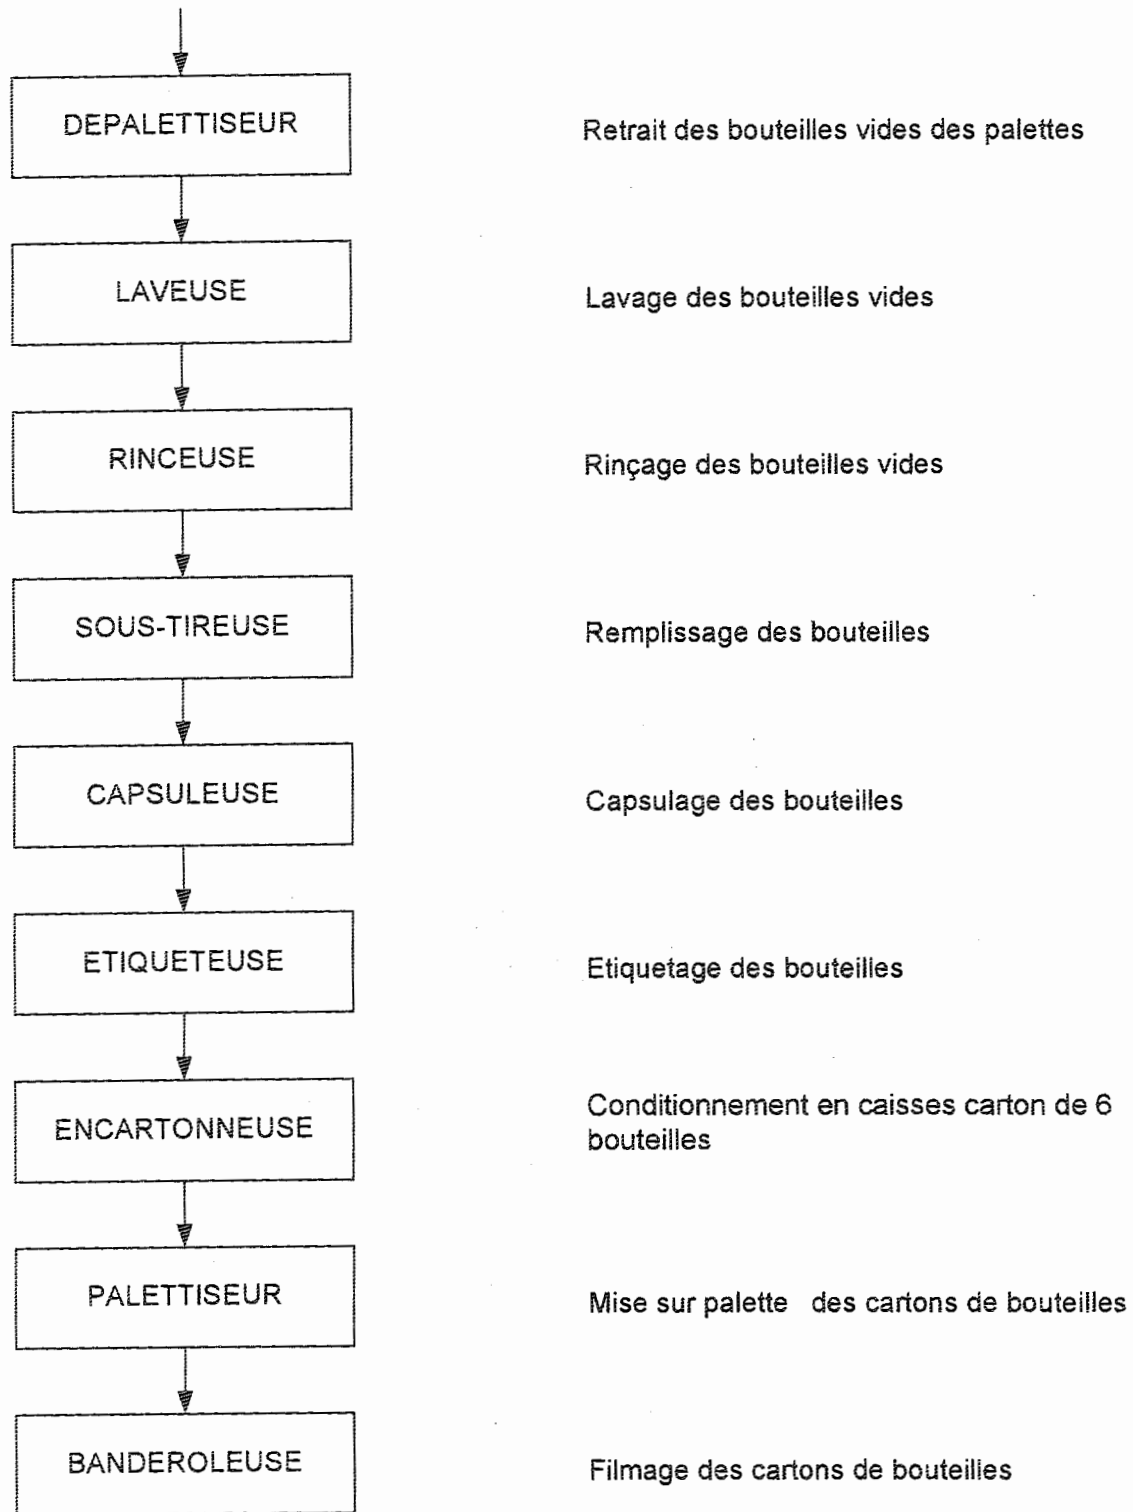 DEPALETTISEUR
Retrait des bouteilles vides des palettes
LAVEUSE
Lavage des bouteilles vides
RINCEUSE
Rinçage des bouteilles vides
SOUS-TIREUSE
Remplissage des bouteilles
CAPSULEUSE
Capsulage des bouteilles
ETIQUETEUSE
Etiquetage des bouteilles
ENCARTONNEUSE
Conditionnement en caisses carton de 6
bouteilles
PALETTISEUR
Mise sur palette des cartons de bouteilles
BANDEROLEUSE
Filmage des cartons de bouteilles